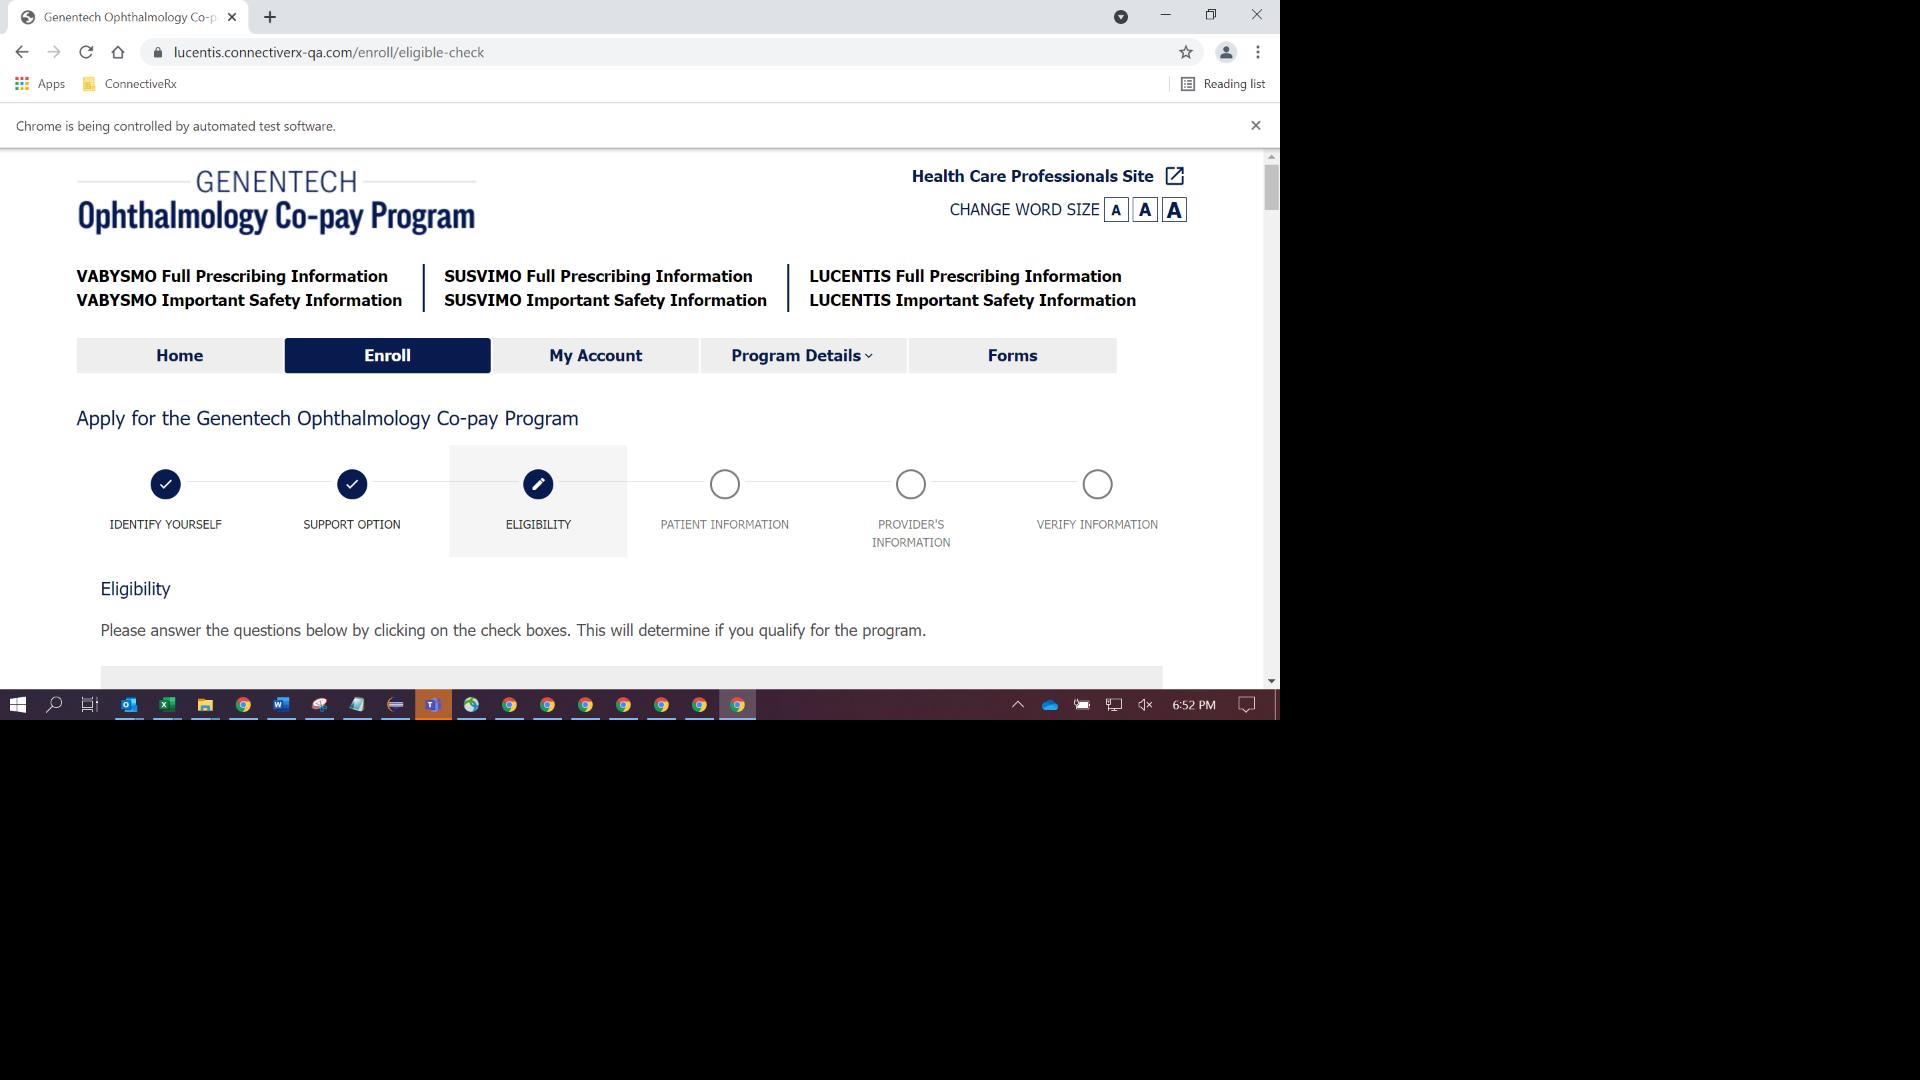 Genentech Ophthalmology Co-p
lucentis.connectiverx-qa.com/enroll/eligible-check
Apps ConnectiveRx Reading list
Chrome is being controlled by automated test software.
GENENTECH
Ophthalmology Co-pay Program
Health Care Professionals Site
CHANGE WORD SIZE A A A
VABYSMO Full Prescribing Information
VABYSMO Important Safety Information
SUSVIMO Full Prescribing Information
SUSVIMO Important Safety Information
LUCENTIS Full Prescribing Information
LUCENTIS Important Safety Information
Home Enroll My Account Program Details Forms
Apply for the Genentech Ophthalmology Co-pay Program
IDENTIFY YOURSELF
SUPPORT OPTION
ELIGIBILITY
PATIENT INFORMATION
PROVIDER'S
INFORMATION
VERIFY INFORMATION
Eligibility
Please answer the questions below by clicking on the check boxes. This will determine if you qualify for the program.
6:52 PM